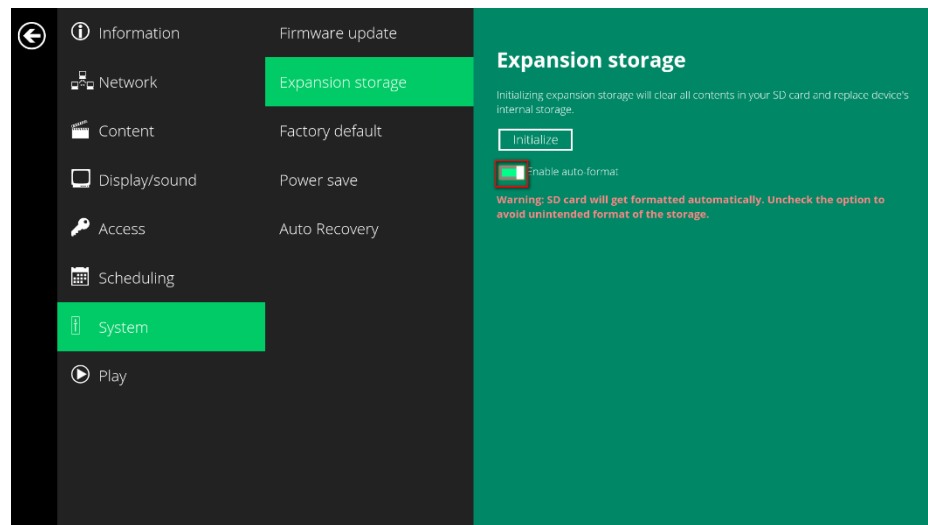 Information
Network
Content
Display/sound
Access
Scheduling
System
Play
Firmware update
Expansion storage
Factory default
Power save
Auto Recovery
Expansion storage
Initializing expansion storage will clear all contents in your SD card and replace device's
internal storage.
Initialize
Enable auto-format
Warning: SD card will get formatted automatically. Uncheck the option to
avoid unintended format of the storage.